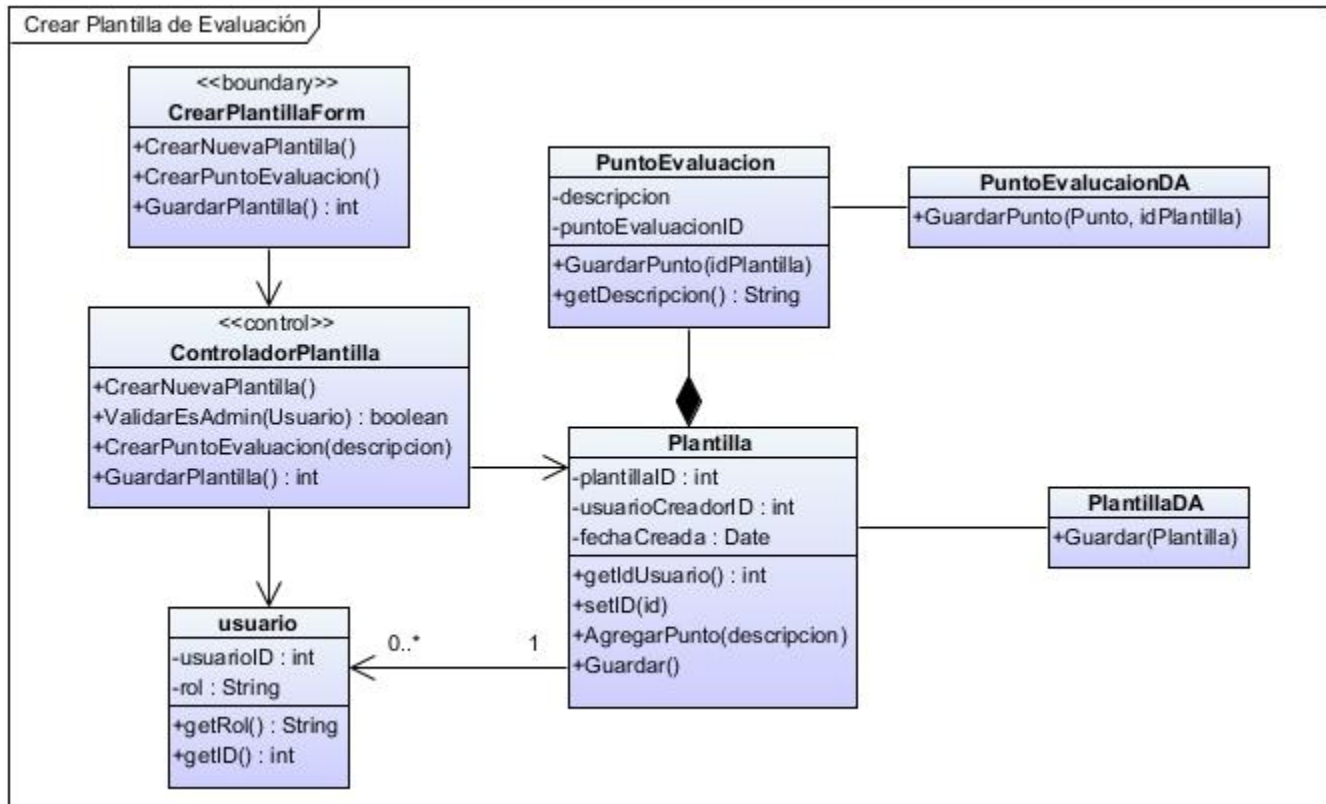 Crear Plantilla de Evaluación
<<boundary>>
CrearPlantillaForm
+CrearNuevaPlantilla()
+CrearPuntoEvaluacion()
+GuardarPlantilla() : int
PuntoEvaluacion
-descripcion
-puntoEvaluacionID
+GuardarPunto(idPlantilla)
+getDescripcion() : String
PuntoEvalucaionDA
+GuardarPunto(Punto, idPlantilla)
<<control>>
ControladorPlantilla
+CrearNuevaPlantilla()
+ValidarEsAdmin(Usuario) : boolean
+CrearPuntoEvaluacion(descripcion)
+GuardarPlantilla() : int
Plantilla
-plantillaID : int
-usuarioCreadorID : int
-fechaCreada : Date
+getIdUsuario() : int
+setID(id)
+AgregarPunto(descripcion)
+Guardar()
PlantillaDA
+Guardar(Plantilla)
usuario
-usuarioID : int
-rol : String
+getRol() : String
+getID() : int
0..*
1